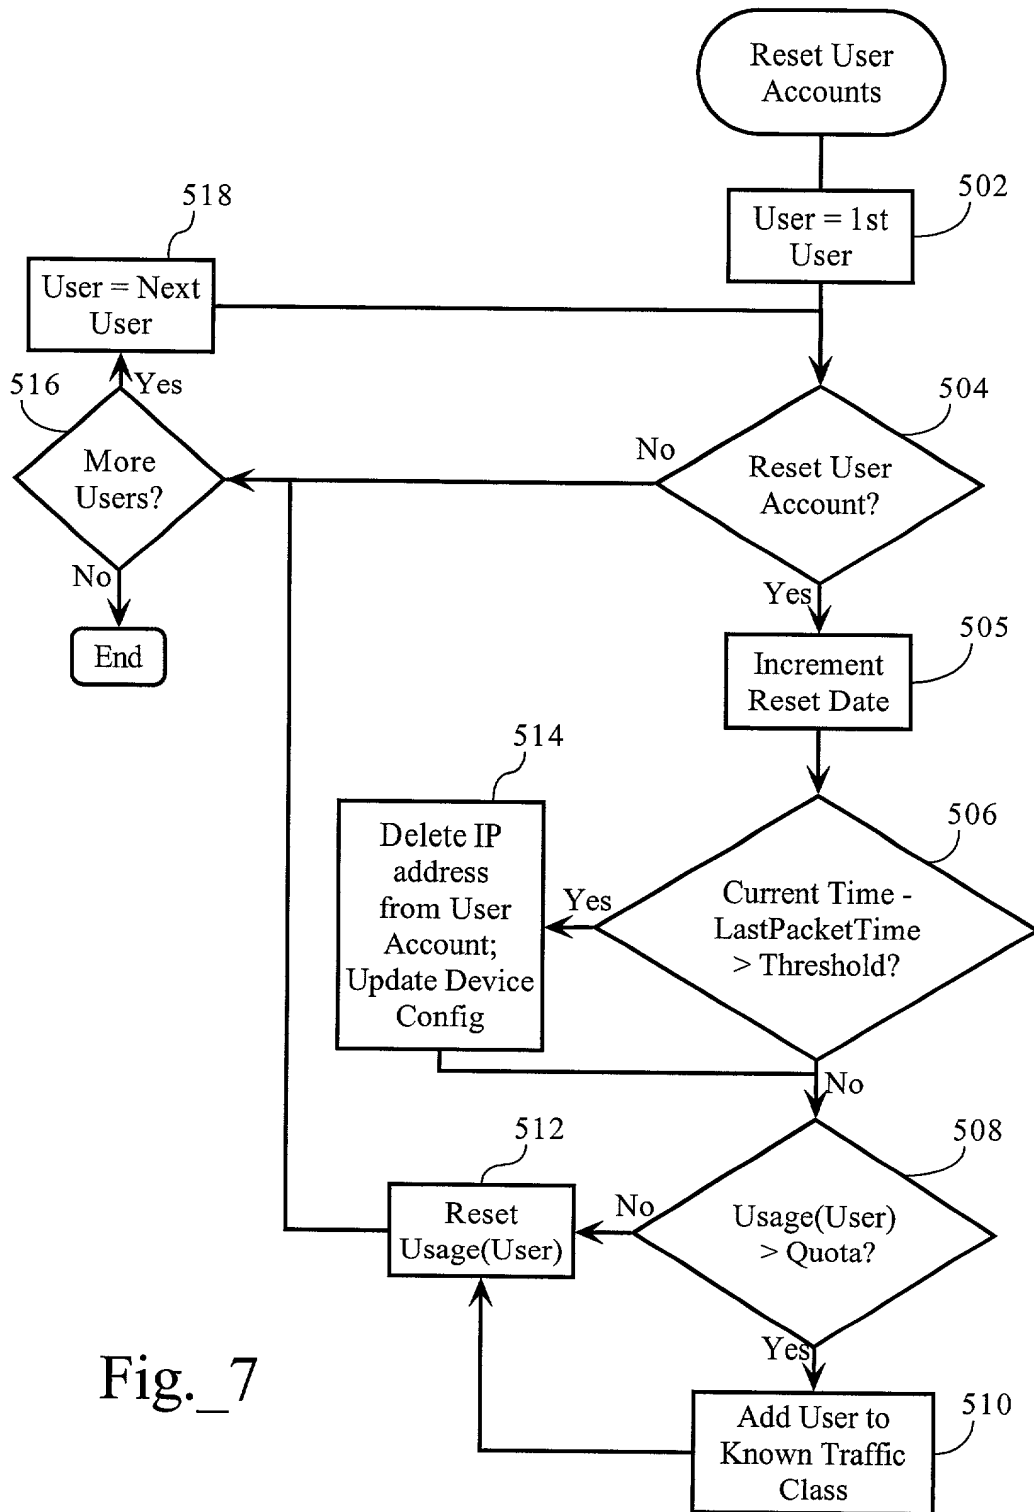 Reset User
Accounts
502
User = 1st
User
518
User = Next
User
516
Yes
More
Users?
No
End
504
No
Reset User
Account?
Yes
505
Increment
Reset Date
514
Delete IP
address
from User
Account;
Update Device
Config
506
Yes
Current Time -
LastPacketTime
> Threshold?
No
508
512
Reset
Usage(User)
No
Usage(User)
> Quota?
Yes
510
Add User to
Known Traffic
Class
Fig._7